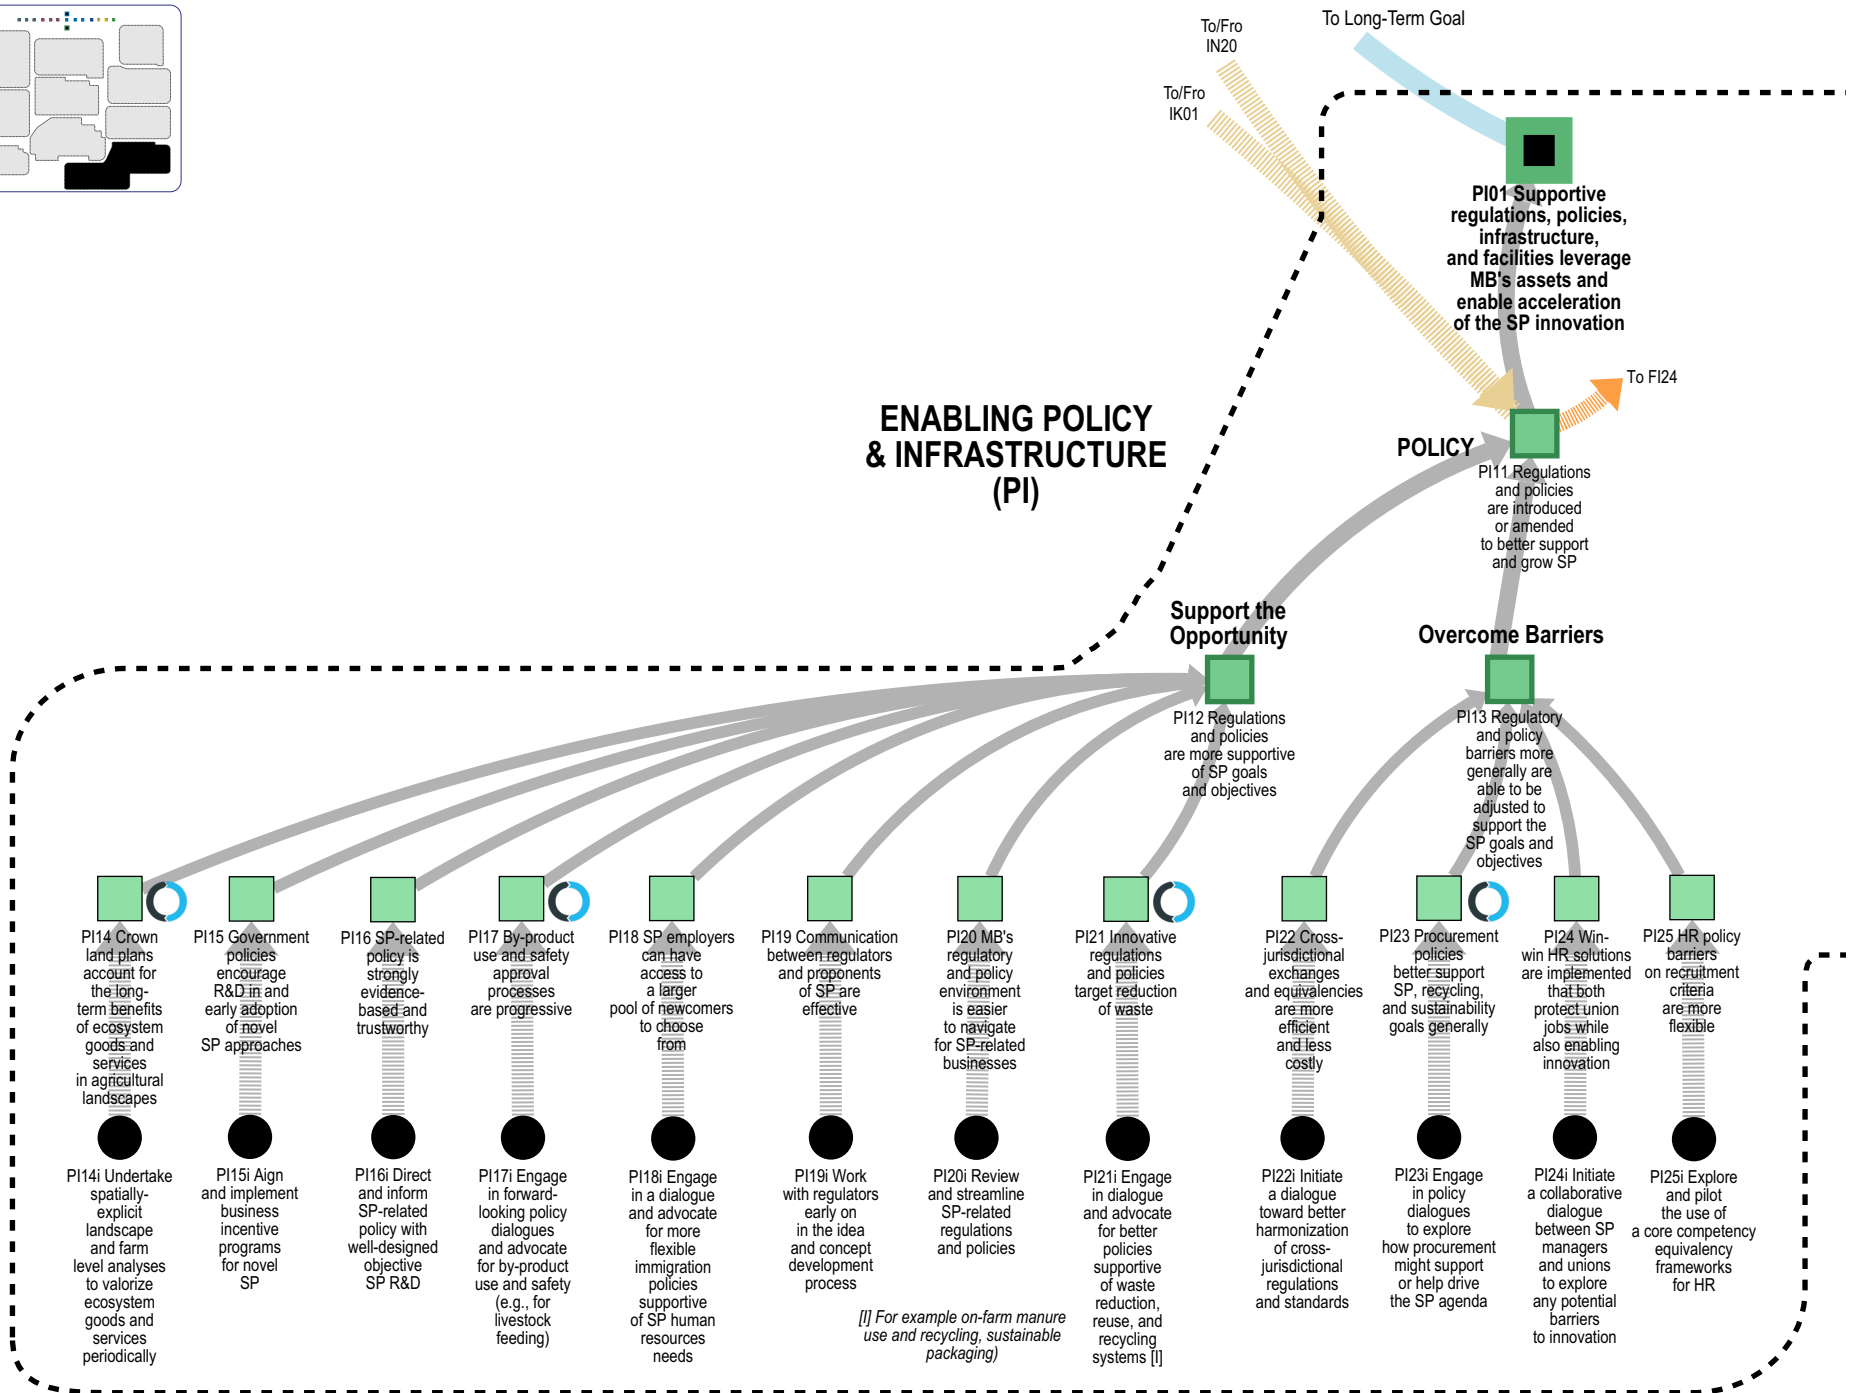 To/Fro
IN20
To Long-Term Goal
To/Fro
IK01
PI01 Supportive
regulations, policies,
infrastructure,
and facilities leverage
MB's assets and
enable acceleration
of the SP innovation
To FI24
ENABLING POLICY
& INFRASTRUCTURE
(PI)
POLICY
PI11 Regulations
and policies
are introduced
or amended
to better support
and grow SP
Support the
Opportunity
Overcome Barriers
PI12 Regulations
and policies
are more supportive
of SP goals
and objectives
PI13 Regulatory
and policy
barriers more
generally are
able to be
adjusted to
support the
SP goals and
objectives
PI14 Crown
land plans
account for
the long-
term benefits
of ecosystem
goods and
services
in agricultural
landscapes
PI15 Government
policies
encourage
R&D in and
early adoption
of novel
SP approaches
PI16 SP-related
policy is
strongly
evidence-
based and
trustworthy
PI17 By-product
use and safety
approval
processes
are progressive
PI18 SP employers
can have
access to
a larger
pool of newcomers
to choose
from
PI19 Communication
between regulators
and proponents
of SP are
effective
PI20 MB's
regulatory
and policy
environment
is easier
to navigate
for SP-related
businesses
PI21 Innovative
regulations
and policies
target reduction
of waste
PI22 Cross-
jurisdictional
exchanges
and equivalencies
are more
efficient
and less
costly
PI23 Procurement
policies
better support
SP, recycling,
and sustainability
goals generally
PI24 Win-
win HR solutions
are implemented
that both
protect union
jobs while
also enabling
innovation
PI25 HR policy
barriers
on recruitment
criteria
are more
flexible
PI14i Undertake
spatially-
explicit
landscape
and farm
level analyses
to valorize
ecosystem
goods and
services
periodically
PI15i Aign
and implement
business
incentive
programs
for novel
SP
PI16i Direct
and inform
SP-related
policy with
well-designed
objective
SP R&D
PI17i Engage
in forward-
looking policy
dialogues
and advocate
for by-product
use and safety
(e.g., for
livestock
feeding)
PI18i Engage
in a dialogue
and advocate
for more
flexible
immigration
policies
supportive
of SP human
resources
needs
PI19i Work
with regulators
early on
in the idea
and concept
development
process
PI20i Review
and streamline
SP-related
regulations
and policies
PI21i Engage
in dialogue
and advocate
for better
policies
supportive
of waste
reduction,
reuse, and
recycling
systems [I]
PI22i Initiate
a dialogue
toward better
harmonization
of cross-
jurisdictional
regulations
and standards
PI23i Engage
in policy
dialogues
to explore
how procurement
might support
or help drive
the SP agenda
PI24i Initiate
a collaborative
dialogue
between SP
managers
and unions
to explore
any potential
barriers
to innovation
PI25i Explore
and pilot
the use of
a core competency
equivalency
frameworks
for HR
[I] For example on-farm manure
use and recycling, sustainable
packaging)